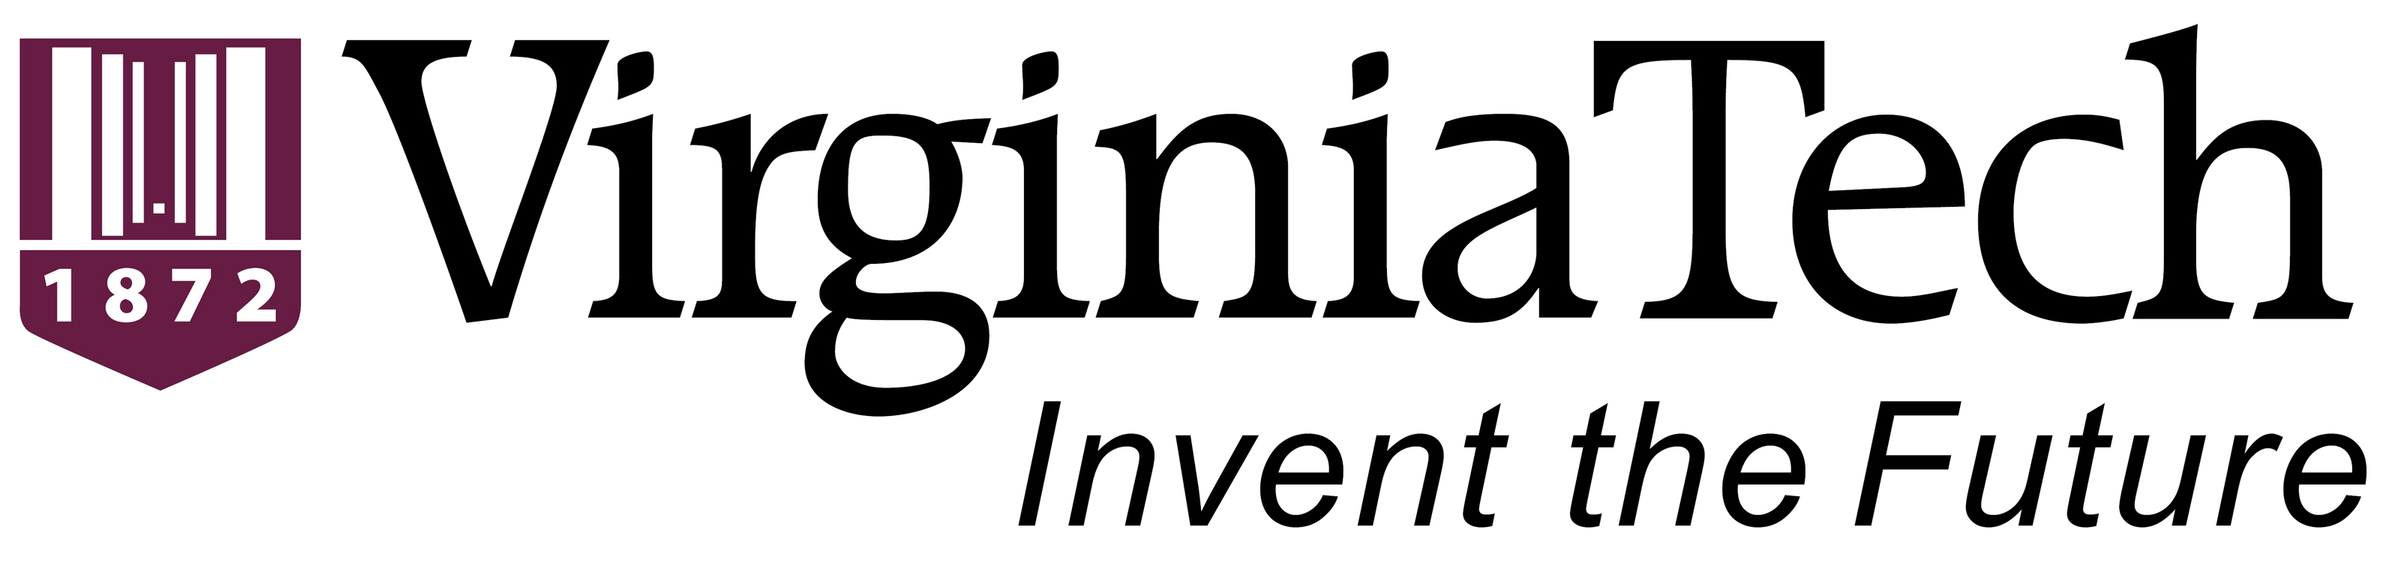 1872
VirginiaTech
Invent the Future